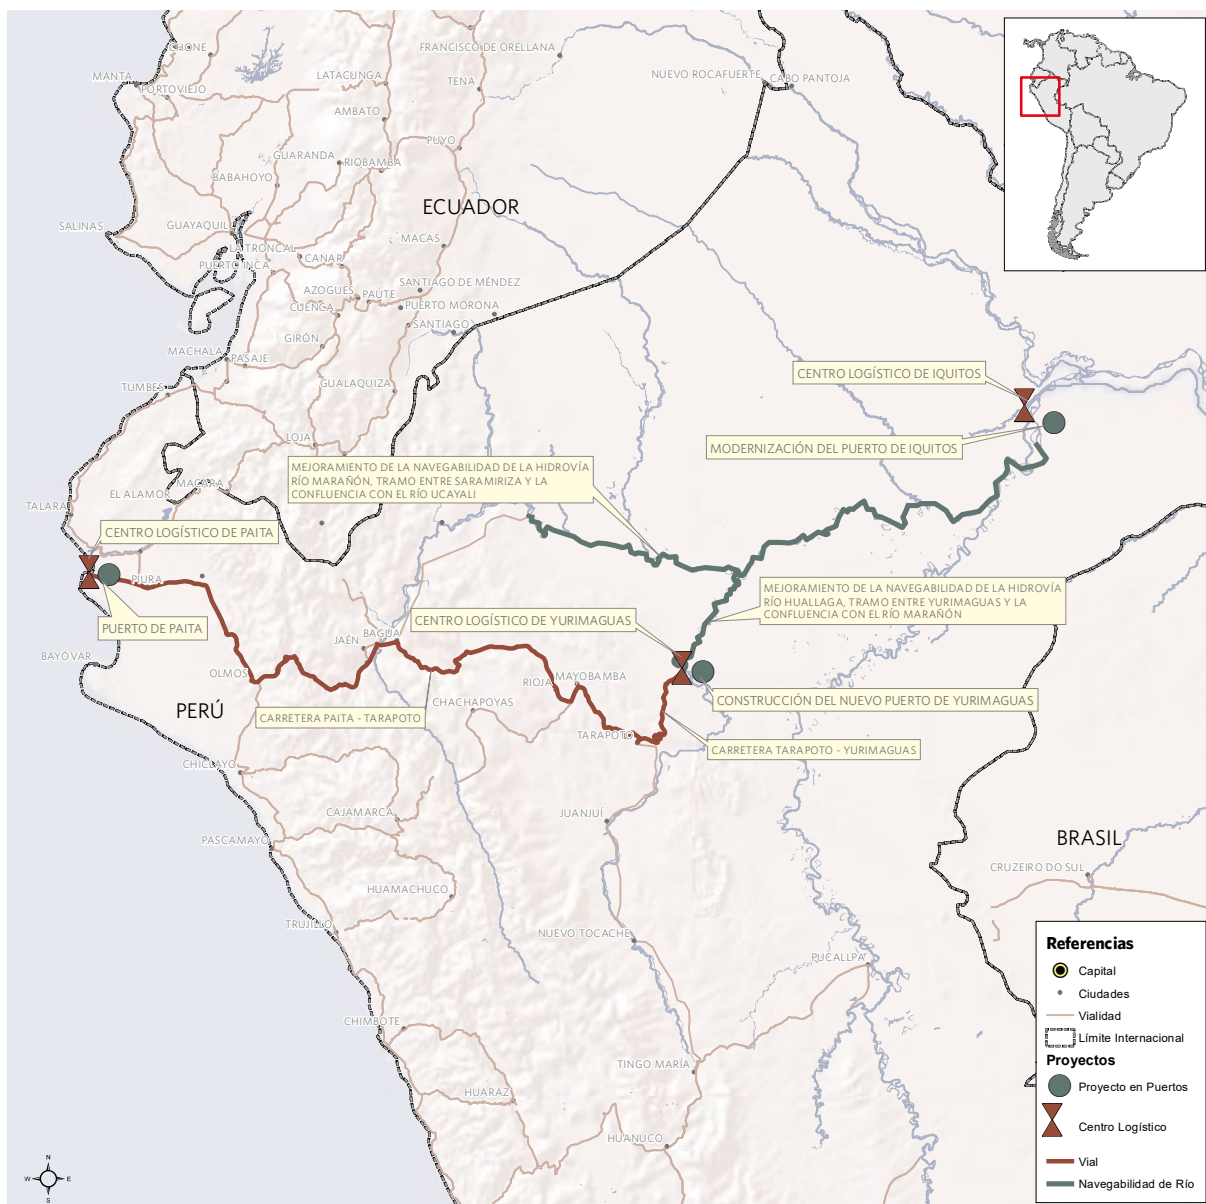 CHONE
FRANCISCO DE ORELLANA
MANTA
PORTOVIEJO
LATACUNGA
TENA
NUEVO ROCAFUERTE
CABO PANTOJA
AMBATO
PUYO
GUARANDA
RIOBAMBA
BABAHOYO
ECUADOR
SALINAS
GUAYAQUIL
LA TRONCAL
MACAS
PUERTO INCA
CAÑAR
AZOGUES
PAUTE
SANTIAGO DE MÉNDEZ
CUENCA
PUERTO MORONA
SANTIAGO
GIRÓN
MACHALA
PASAJE
TUMBES
GUALAQUIZA
CENTRO LOGÍSTICO DE IQUITOS
LOJA
MODERNIZACIÓN DEL PUERTO DE IQUITOS
MEJORAMIENTO DE LA NAVEGABILIDAD DE LA HIDROVÍA
RÍO MARAÑÓN, TRAMO ENTRE SARAMIRIZA Y LA
CONFLUENCIA CON EL RÍO UCAYALI
MACARÁ
EL ALAMOR
TALARA
CENTRO LOGÍSTICO DE PAITA
PIURA
PUERTO DE PAITA
MEJORAMIENTO DE LA NAVEGABILIDAD DE LA HIDROVÍA
RÍO HUALLAGA, TRAMO ENTRE YURIMAGUAS Y LA
CONFLUENCIA CON EL RÍO MARAÑÓN
CENTRO LOGÍSTICO DE YURIMAGUAS
BAYÓVAR
JAÉN
BAGUA
OLMOS
RIOJA
MAYOBAMBA
CHACHAPOYAS
CONSTRUCCIÓN DEL NUEVO PUERTO DE YURIMAGUAS
PERÚ
CARRETERA PAITA - TARAPOTO
TARAPOTO
CARRETERA TARAPOTO - YURIMAGUAS
CHICLAYO
CAJAMARCA
JUANJUÍ
PASCAMAYO
BRASIL
CRUZEIRO DO SUL
HUAMACHUCO
TRUJILLO
NUEVO TOCACHE
PUCALLPA
CHIMBOTE
TINGO MARÍA
HUARAZ
HUANUCO
Referencias
Capital
Ciudades
Vialidad
Límite Internacional
Proyectos
Proyecto en Puertos
Centro Logístico
Vial
Navegabilidad de Río
N
W E
S